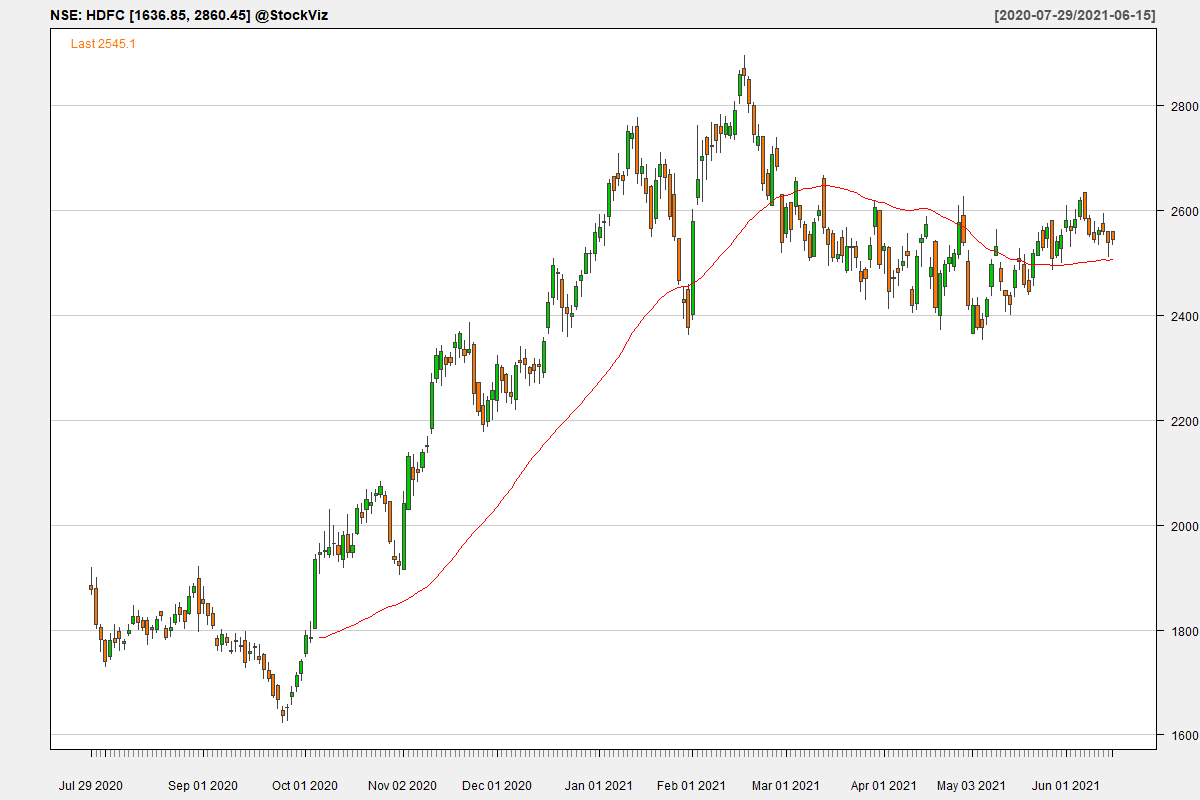 NSE: HDFC [1636.85, 2860.45] @StockViz
[2020-07-29/2021-06-15]
Last 2545.1
2800
2600
2400
2200
2000
1800
1600
Jul 29 2020 Sep 01 2020 Oct 01 2020 Nov 02 2020 Dec 01 2020 Jan 01 2021 Feb 01 2021 Mar 01 2021 Apr 01 2021 May 03 2021 Jun 01 2021